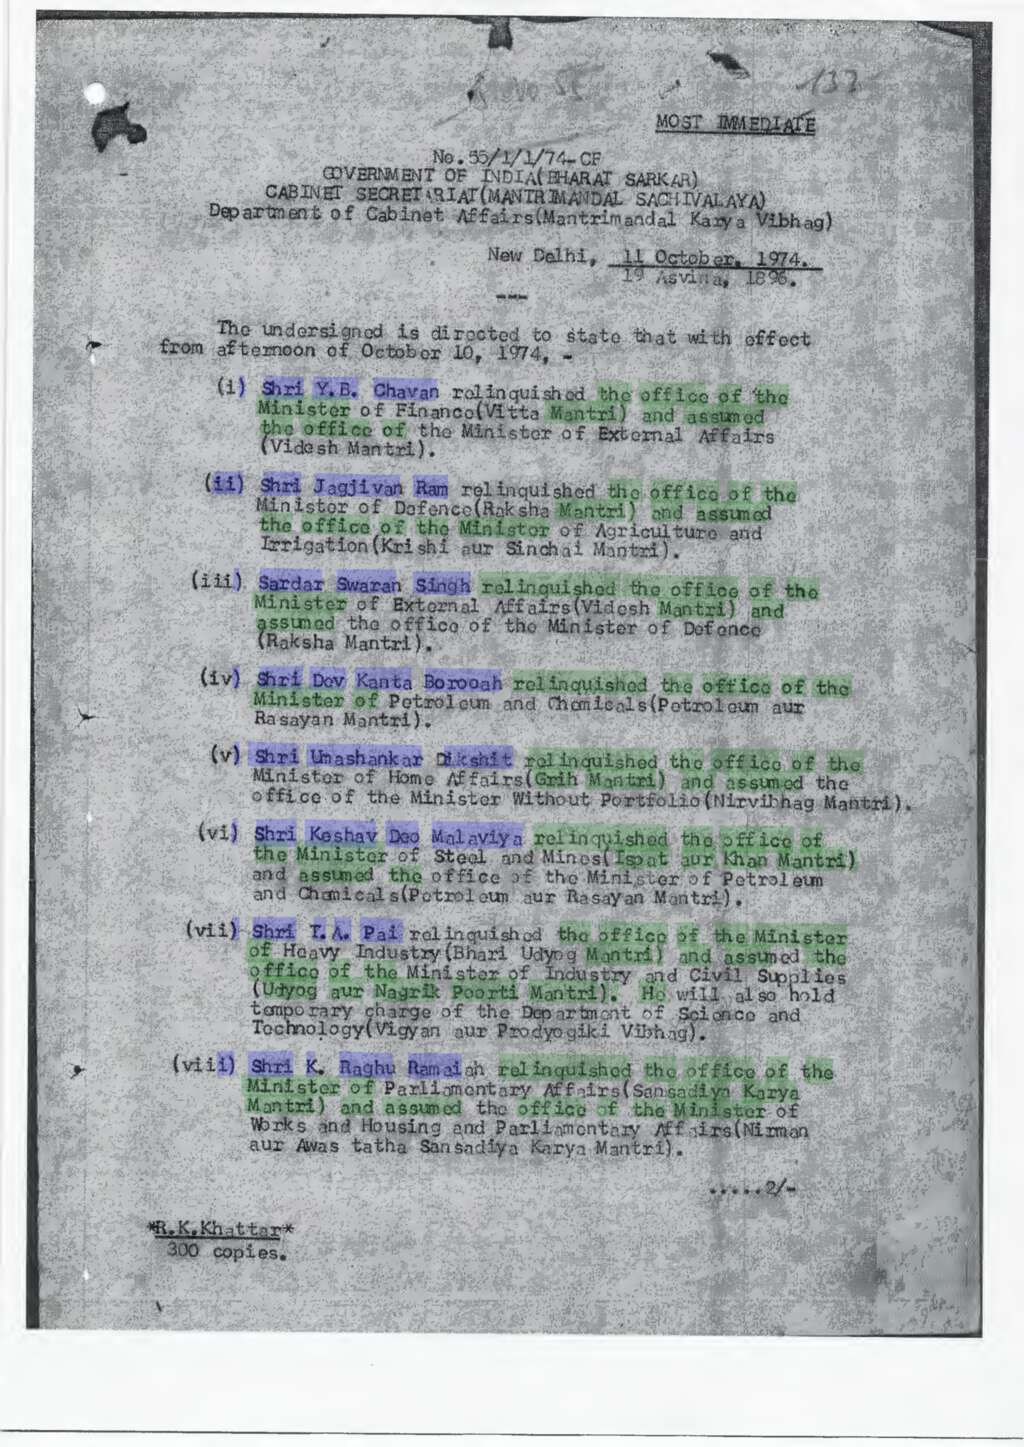 137
MOST IMMEDIATE
No.55/1/1/74-CF
GOVERNMENT OF INDIA(BHARAT SARKAR)
CABINET SECRETARIAT(MANTRIMANDAL SACHIVALAYA)
Department of Cabinet Affairs(Mantrimandal Karya Vibhag)
New Delhi, 11 October, 1974.
19 Asvina, 1896.
---
The undersigned is directed to state that with effect
from afternoon of October 10, 1974, -
(i) Shri Y.B. Chavan relinquished the office of the
Minister of Finance(Vitta Mantri) and assumed
the office of the Minister of External Affairs
(Videsh Mantri).
(ii) Shri Jagjivan Ram relinquished the office of the
Minister of Defence(Raksha Mantri) and assumed
the office of the Minister of Agriculture and
Irrigation(Krishi aur Sinchai Mantri).
(iii) Sardar Swaran Singh relinquished the office of the
Minister of External Affairs(Videsh Mantri) and
assumed the office of the Minister of Defence
(Raksha Mantri).
(iv) Shri Dev Kanta Borooah relinquished the office of the
Minister of Petroleum and Chemicals(Petroleum aur
Rasayan Mantri).
(v) Shri Umashankar Dikshit relinquished the office of the
Minister of Home Affairs(Grih Mantri) and assumed the
office of the Minister Without Portfolio(Nirvibhag Mantri).
(vi) Shri Keshav Deo Malaviya relinquished the office of
the Minister of Steel and Mines(Ispat aur Khan Mantri)
and assumed the office of the Minister of Petroleum
and Chemicals(Petroleum aur Rasayan Mantri).
(vii) Shri T.A. Pai relinquished the office of the Minister
of Heavy Industry(Bhari Udyog Mantri) and assumed the
office of the Minister of Industry and Civil Supplies
(Udyog aur Nagrik Poorti Mantri). He will also hold
temporary charge of the Department of Science and
Technology(Vigyan aur Prodyogiki Vibhag).
(viii) Shri K. Raghu Ramaiah relinquished the office of the
Minister of Parliamentary Affairs(Sansadiya Karya
Mantri) and assumed the office of the Minister of
Works and Housing and Parliamentary Affairs(Nirman
aur Awas tatha Sansadiya Karya Mantri).
.....2/-
*R.K.Khattar*
300 copies.